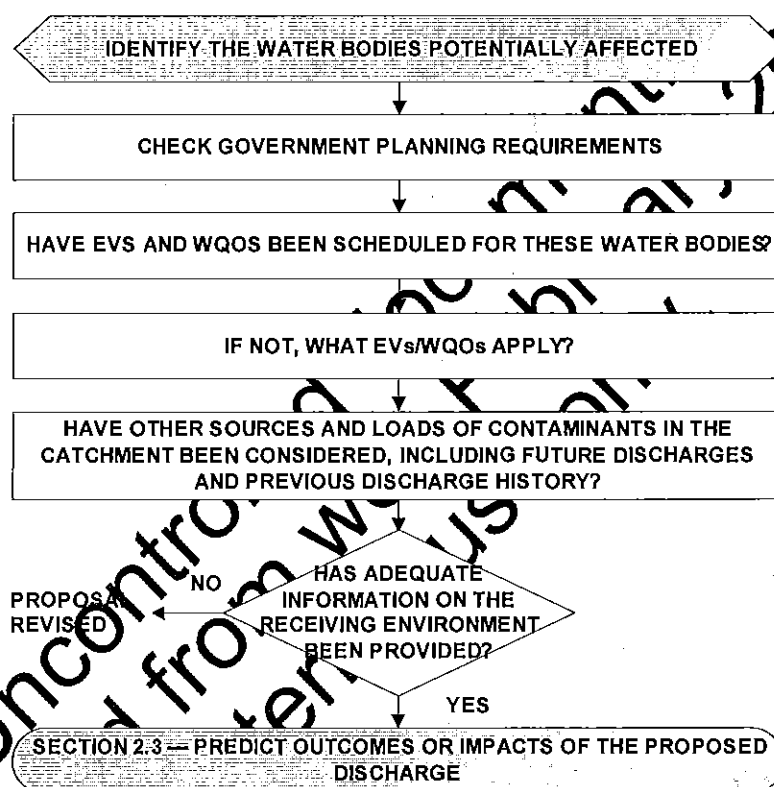 IDENTIFY THE WATER BODIES POTENTIALLY AFFECTED
CHECK GOVERNMENT PLANNING REQUIREMENTS
HAVE EVS AND WQOS BEEN SCHEDULED FOR THESE WATER BODIES?
IF NOT, WHAT EVs/WQOs APPLY?
HAVE OTHER SOURCES AND LOADS OF CONTAMINANTS IN THE
CATCHMENT BEEN CONSIDERED, INCLUDING FUTURE DISCHARGES
AND PREVIOUS DISCHARGE HISTORY?
HAS ADEQUATE
INFORMATION ON THE
RECEIVING ENVIRONMENT
BEEN PROVIDED?
NO
PROPOSAL
REVISED
YES
SECTION 2.3 — PREDICT OUTCOMES OR IMPACTS OF THE PROPOSED
DISCHARGE